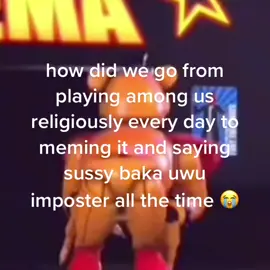 EMA
how did we go from
playing among us
religiously every day to
meming it and saying
sussy baka uwu
imposter all the time 😭